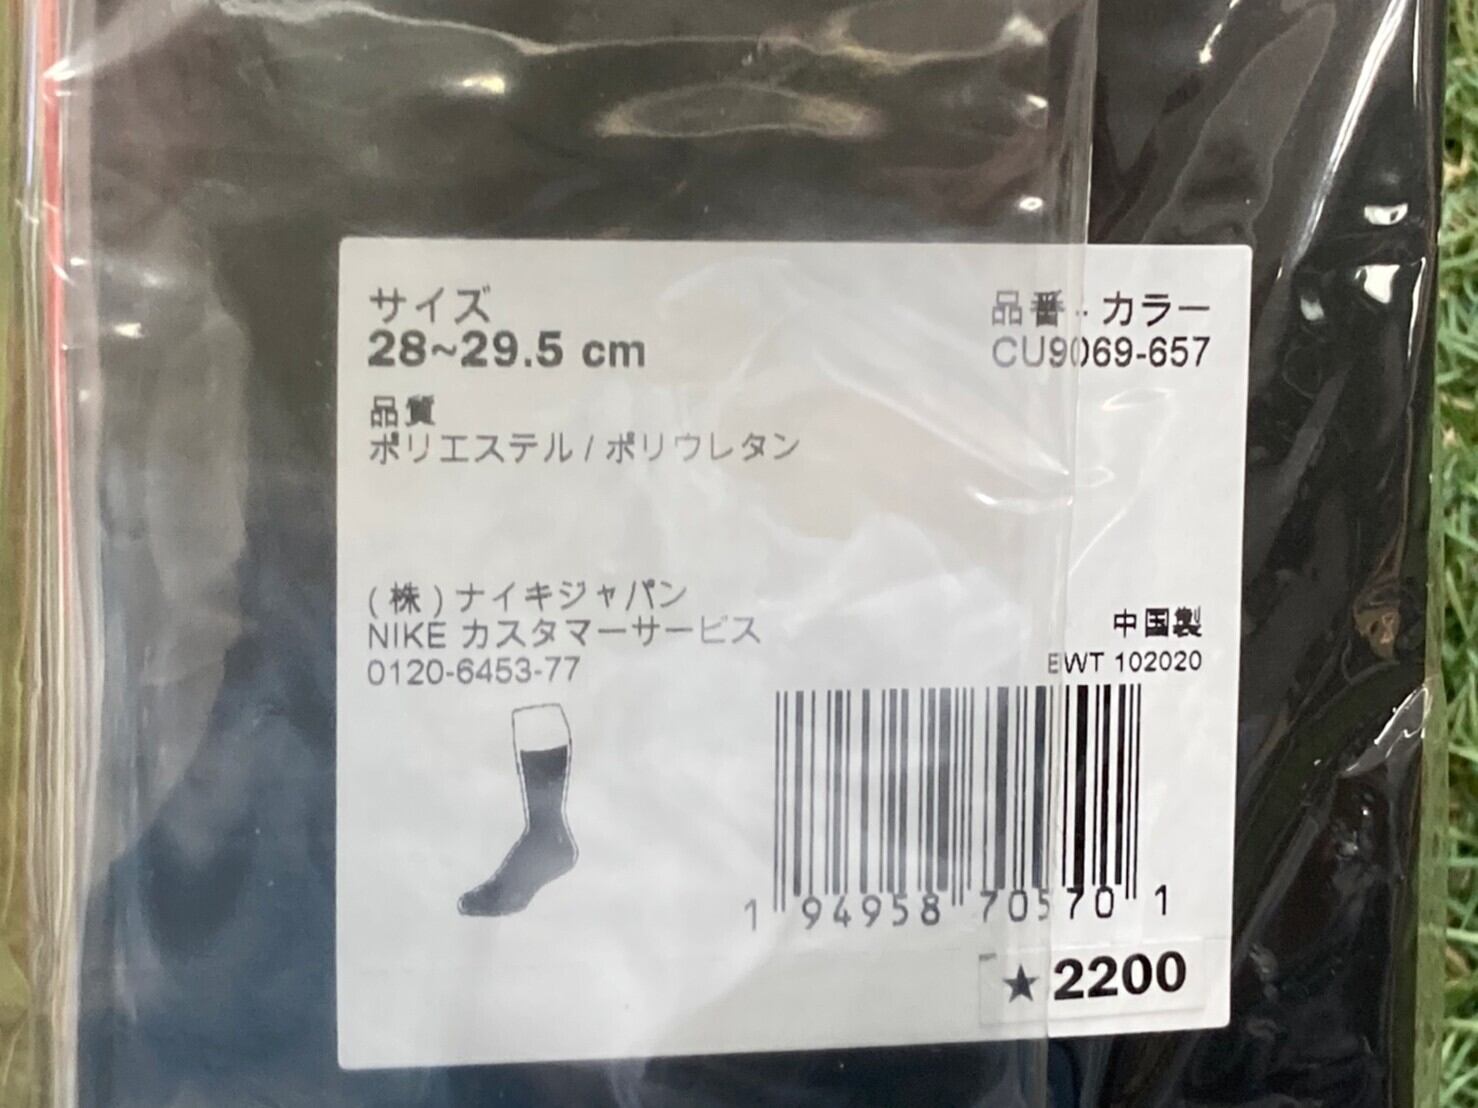 サイズ
28~29.5 cm
品番・カラー
CU9069-657
品質
ポリエステル / ポリウレタン
(株)ナイキジャパン
NIKE カスタマーサービス
0120-6453-77
中国製
EWT 102020
1 94958 70570 1
★2200